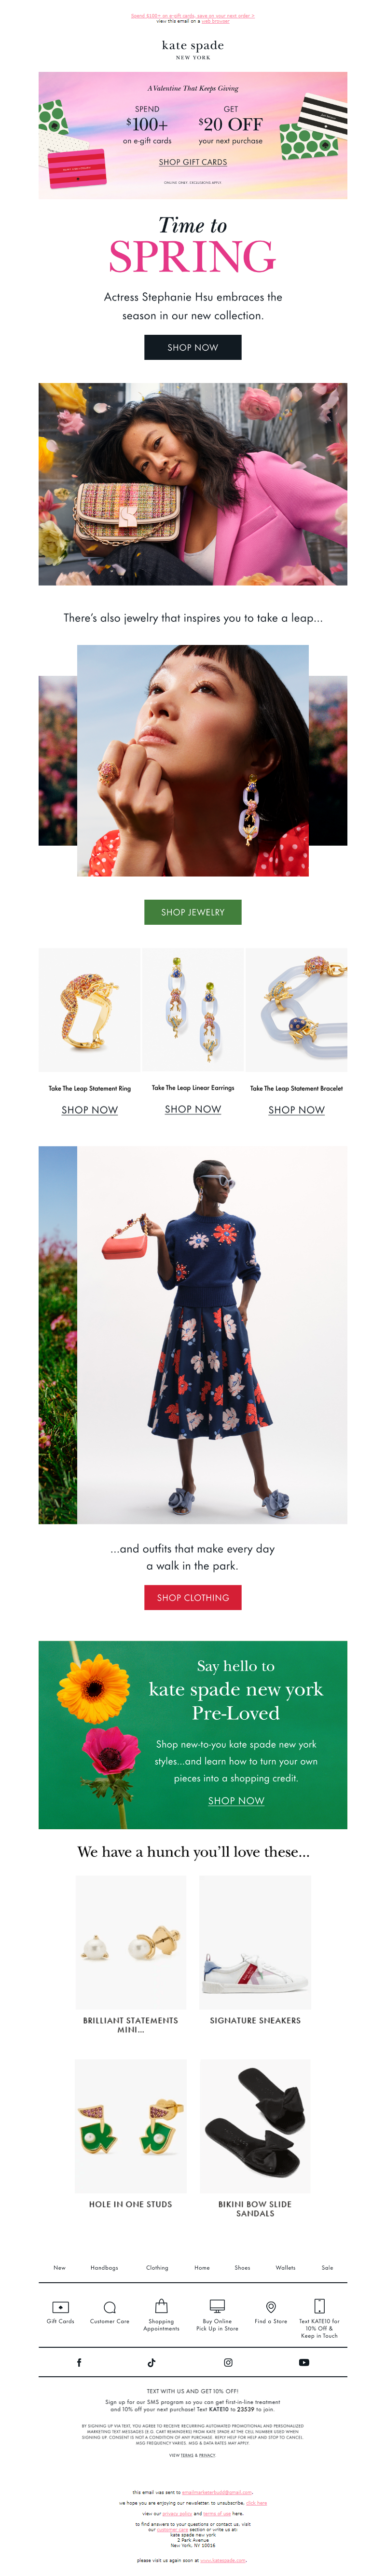 Spend $100+ on e-gift cards, save on your next order->
view this email on a web browser
kate spade
NEW YORK
A Valentine That Keeps Giving
SPEND
$100+
on e-gift cards
GET
$20 OFF
your next purchase
SHOP GIFT CARDS
Time to
SPRING
Actress Stephanie Hsu embraces the
season in our new collection.
SHOP NOW
There's also jewelry that inspires you to take a leap...
SHOP JEWELRY
Take The Leap Statement Ring
SHOP NOW
Take The Leap Linear Earrings
SHOP NOW
Take The Leap Statement Bracelet
SHOP NOW
...and outfits that make every day
a walk in the park.
SHOP CLOTHING
Say hello to
kate spade new york
Pre-Loved
Shop new-to-you kate spade new york
styles...and learn how to turn your own
pieces into a shopping credit.
SHOP NOW
We have a hunch you'll love these...
BRILLIANT STATEMENTS
MINI...
SIGNATURE SNEAKERS
HOLE IN ONE STUDS
BIKINI BOW SLIDE
SANDALS
New Handbags Clothing Home Shoes Wallets Sale
Gift Cards
Customer Care
Shopping
Appointments
Buy Online
Pick Up in Store
Find a Store
Text KATE10 for
10% OFF &
Keep in Touch
TEXT WITH US AND GET 10% OFF!
Sign up for our SMS program so you can get first-in-line treatment
and 10% off your next purchase! Text KATE10 to 23539 to join.
BY SIGNING UP VIA TEXT, YOU AGREE TO RECEIVE RECURRING AUTOMATED PROMOTIONAL AND PERSONALIZED
MARKETING TEXT MESSAGES (E.G. CART REMINDERS) FROM KATE SPADE AT THE CELL NUMBER USED WHEN
SIGNING UP. CONSENT IS NOT A CONDITION OF ANY PURCHASE. REPLY HELP FOR HELP AND STOP TO CANCEL.
MSG FREQUENCY VARIES. MSG & DATA RATES MAY APPLY.
VIEW TERMS & PRIVACY.
this email was sent to emailmarketerbudd@gmail.com.
we hope you are enjoying our newsletter. to unsubscribe, click here
view our privacy policy and terms of use here.
to find answers to your questions or contact us, visit
our customer care section or write us at:
kate spade new york
2 Park Avenue
New York, NY 10016
please visit us again soon at www.katespade.com.